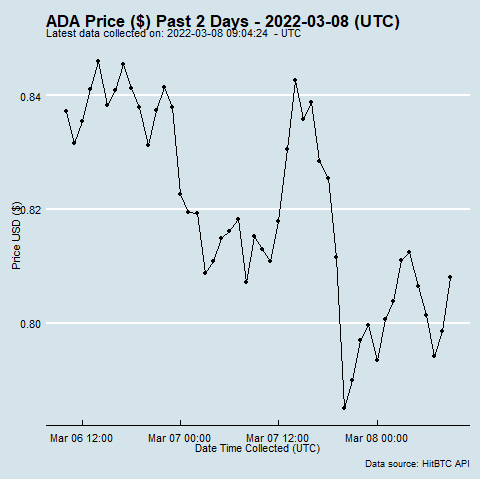 ADA Price ($) Past 2 Days - 2022-03-08 (UTC)
Latest data collected on: 2022-03-08 09:04:24 - UTC
Price USD ($)
0.84
0.82
0.80
Mar 06 12:00 Mar 07 00:00 Mar 07 12:00 Mar 08 00:00
Date Time Collected (UTC)
Data source: HitBTC API